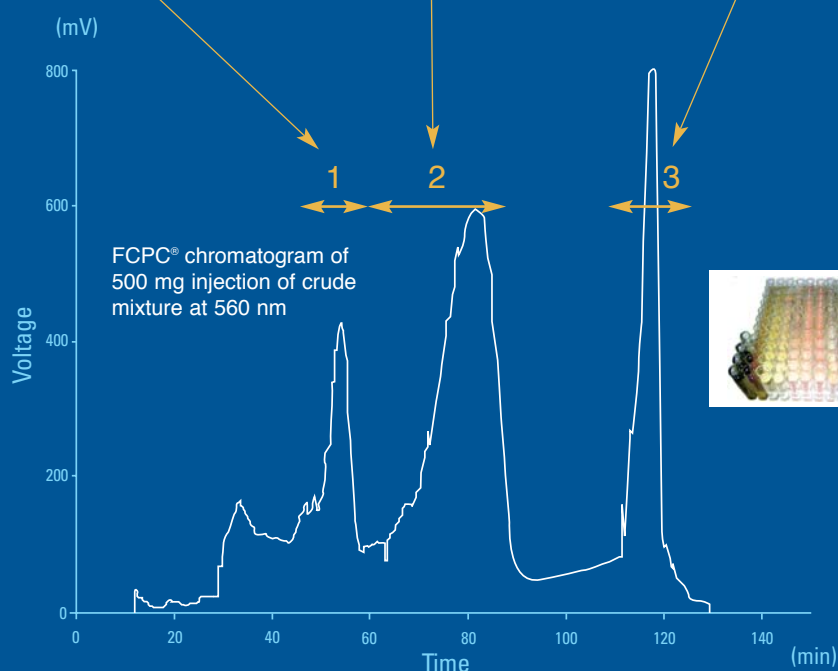 (mV)
800
1
2
3
600
FCPC® chromatogram of
500 mg injection of crude
mixture at 560 nm
400
Voltage
200
0
0
20
40
60
80
100
120
140
Time
(min)